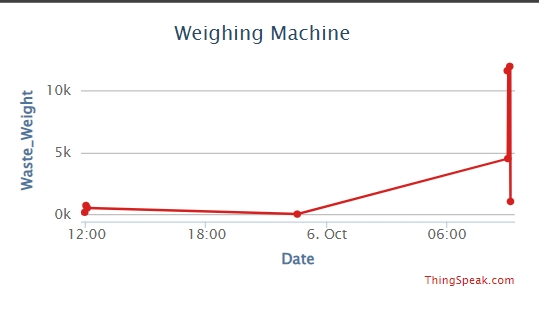 Weighing Machine
Waste_Weight
10k
5k
0k
12:00 18:00 6. Oct 06:00
Date
ThingSpeak.com